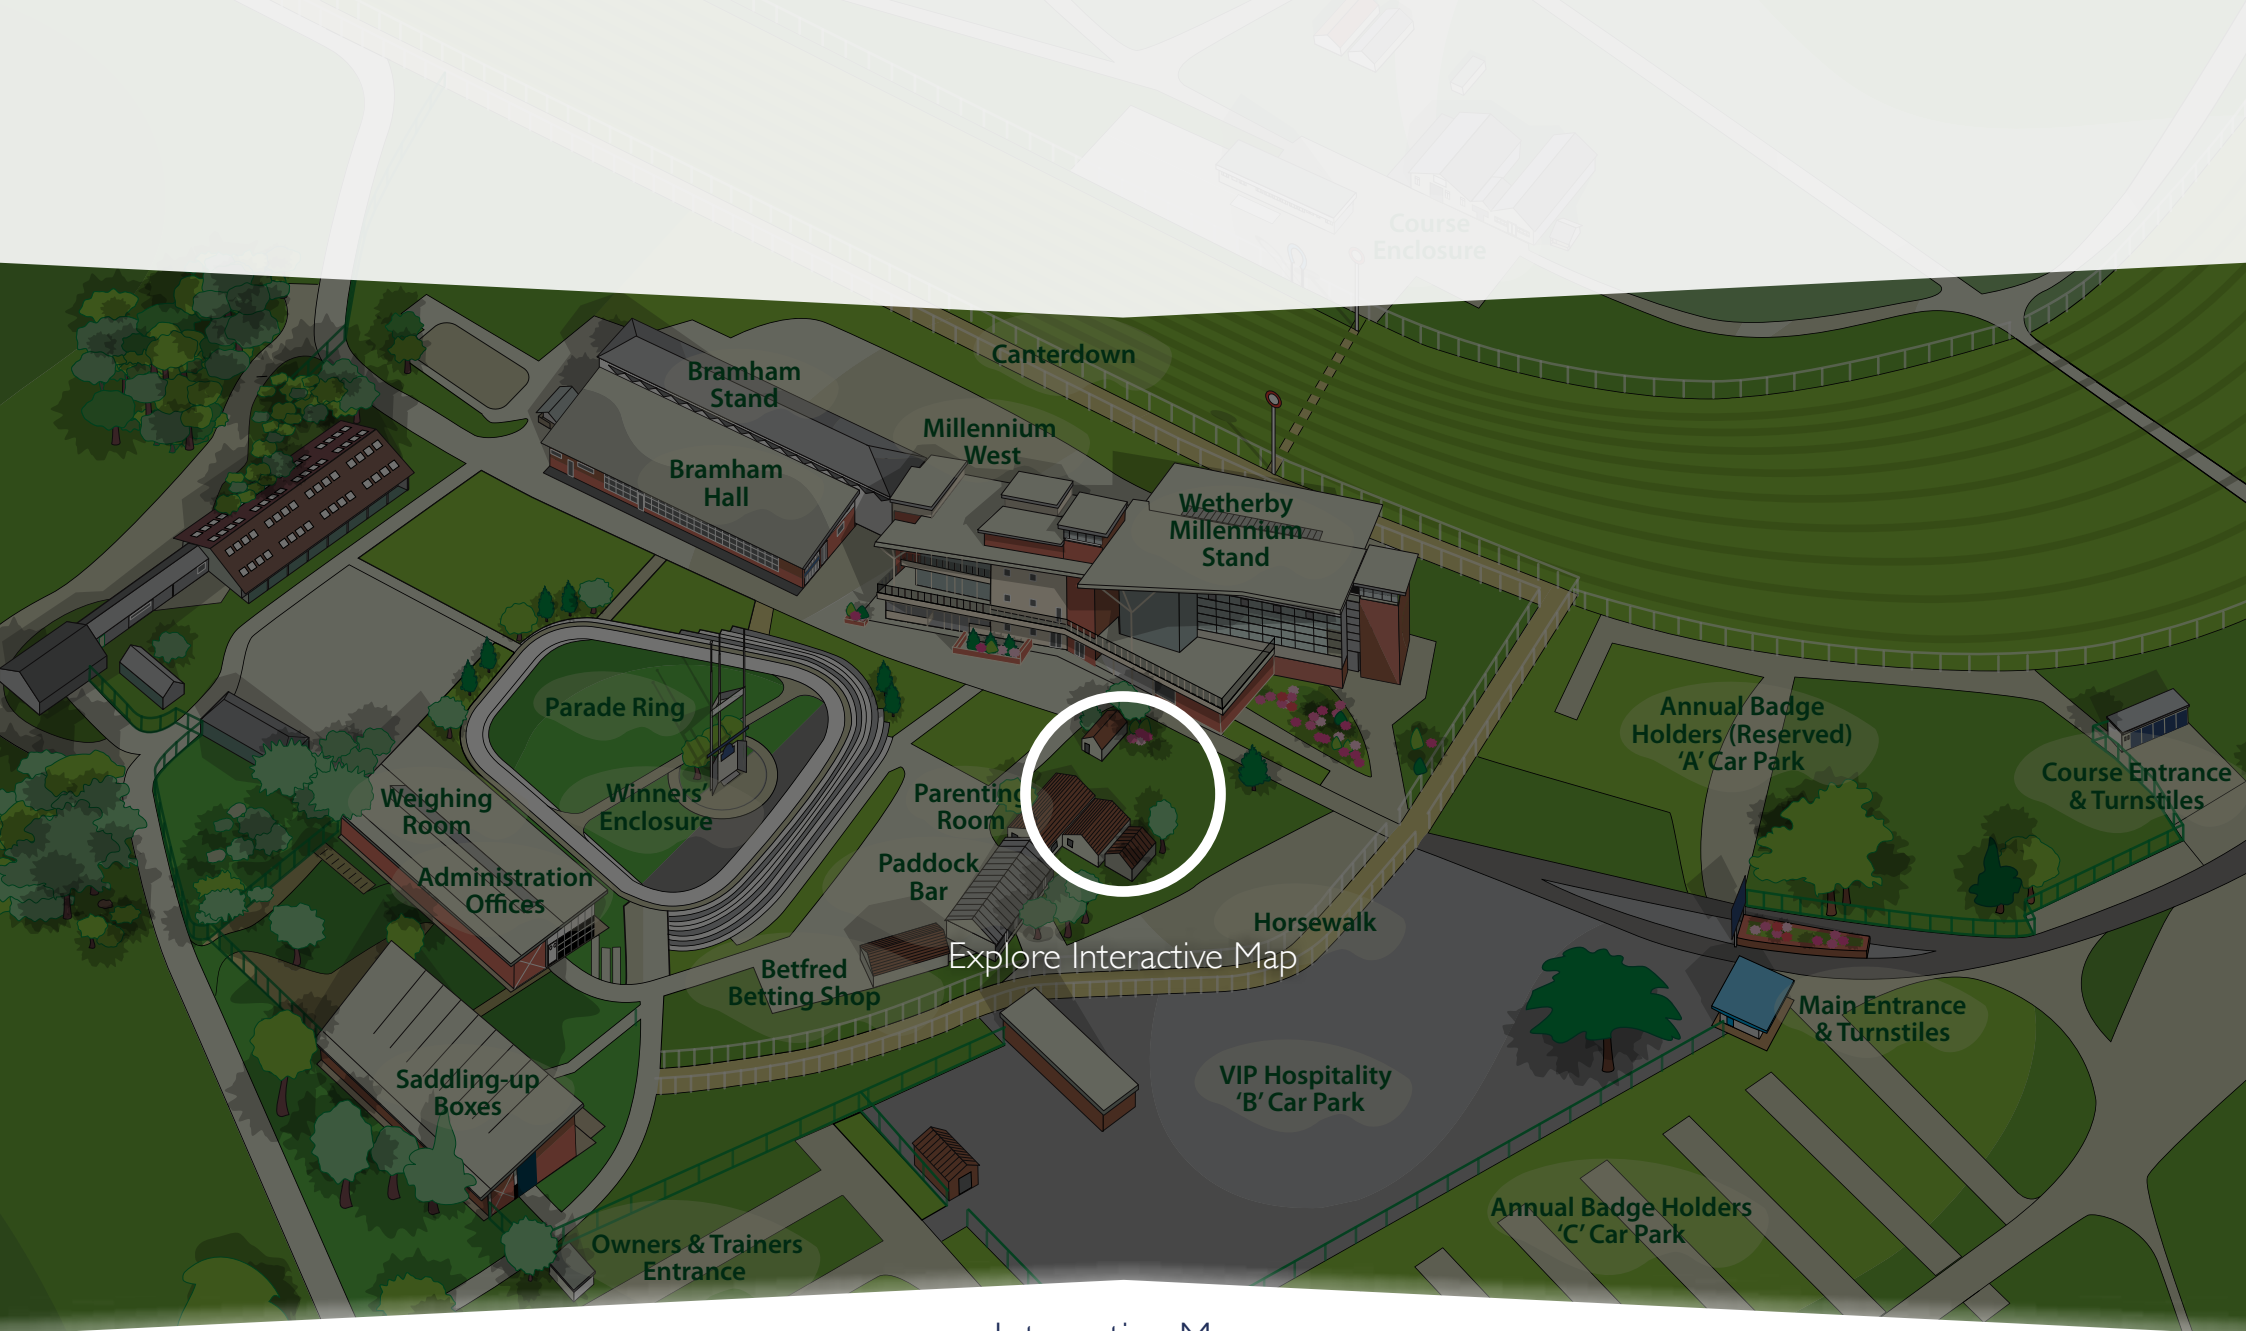 Course
Enclosure
Canterdown
Bramham
Stand
Millennium
West
Bramham
Hall
Wetherby
Millennium
Stand
Parade Ring
Annual Badge
Holders (Reserved)
‘A’ Car Park
Course Entrance
& Turnstiles
Weighing
Room
Winners’
Enclosure
Parenting
Room
Paddock
Bar
Administration
Offices
Horsewalk
Explore Interactive Map
Betfred
Betting Shop
Main Entrance
& Turnstiles
Saddling-up
Boxes
VIP Hospitality
‘B’ Car Park
Annual Badge Holders
‘C’ Car Park
Owners & Trainers
Entrance